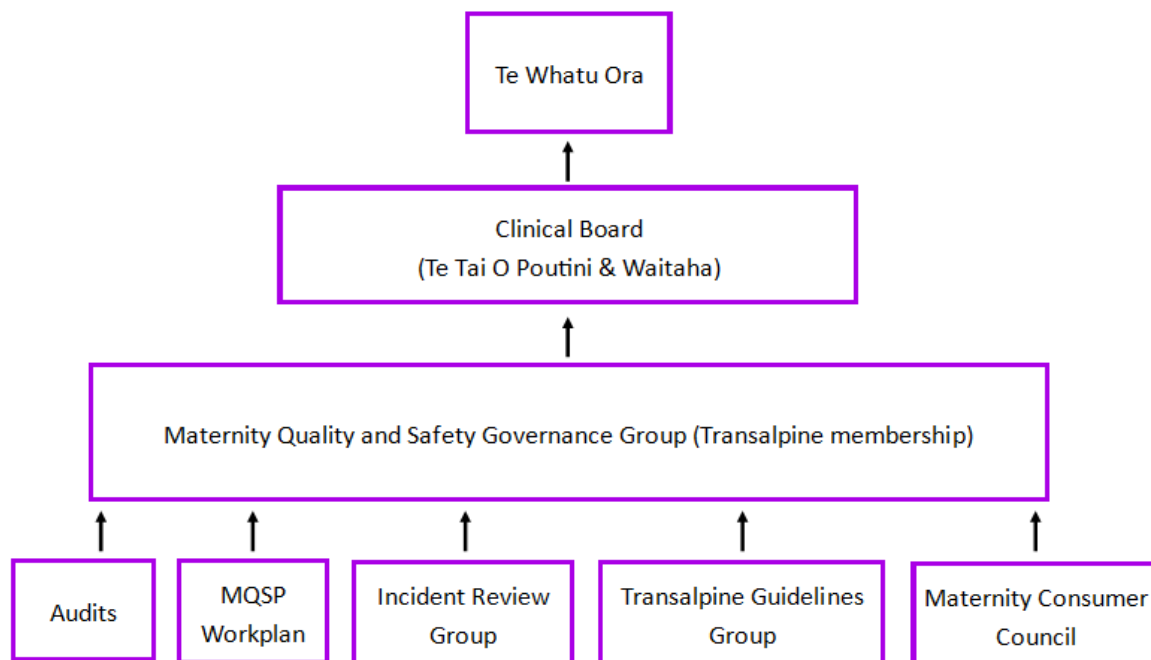 Te Whatu Ora
Clinical Board
(Te Tai O Poutini & Waitaha)
Maternity Quality and Safety Governance Group (Transalpine membership)
Audits
MQSP
Workplan
Incident Review
Group
Transalpine Guidelines
Group
Maternity Consumer
Council